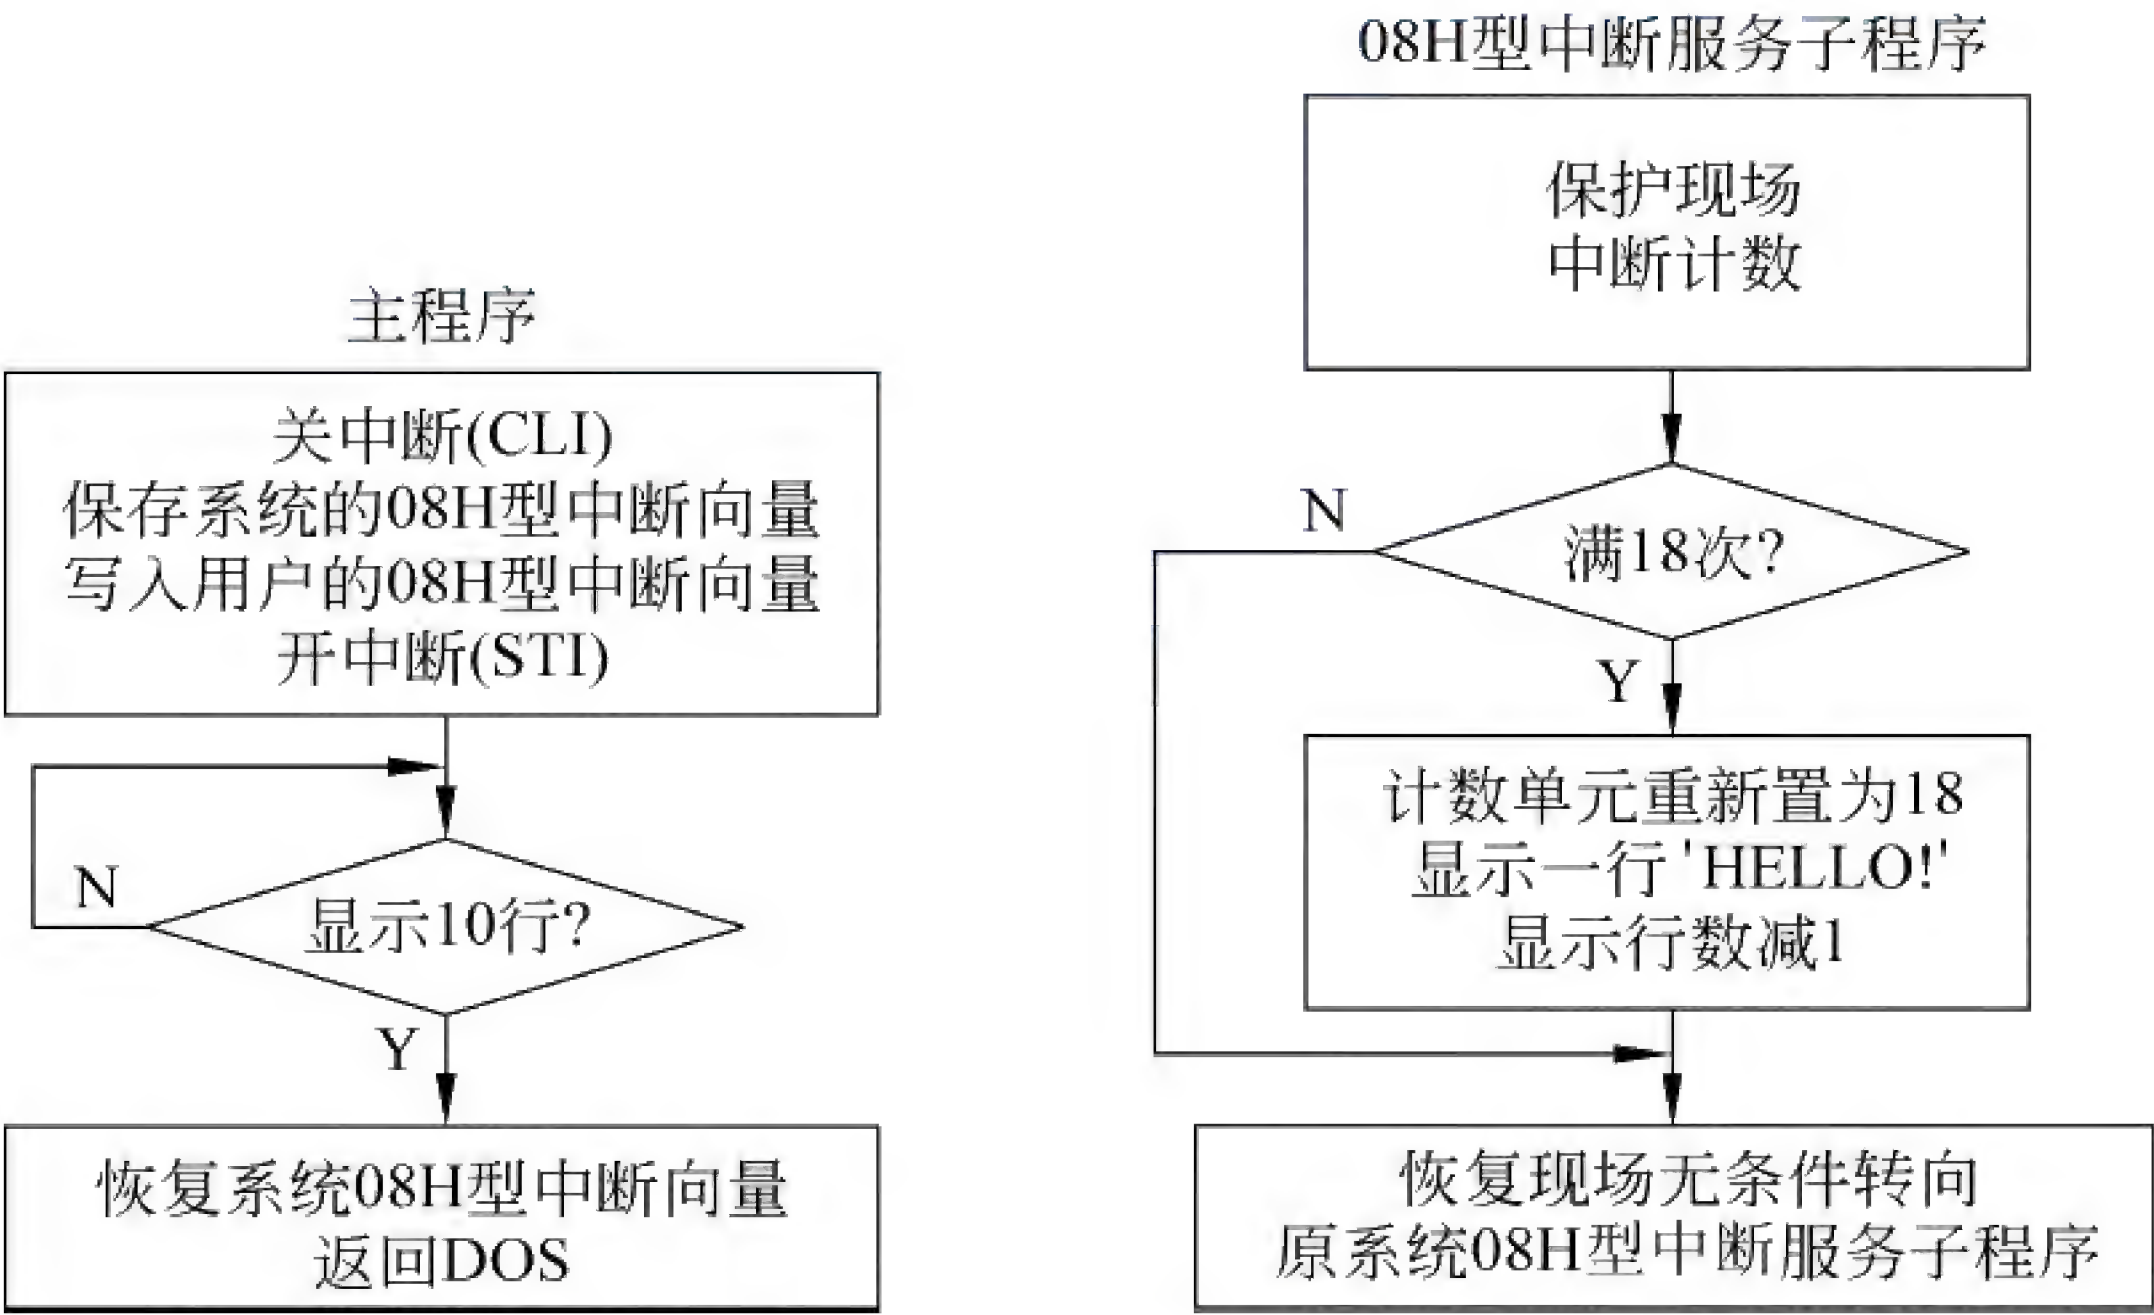 主程序
关中断(CLI)
保存系统的08H型中断向量
写入用户的08H型中断向量
开中断(STI)
N
显示10行?
Y
恢复系统08H型中断向量
返回DOS
08H型中断服务子程序
保护现场
中断计数
N
满18次?
Y
计数单元重新置为18
显示一行'HELLO!'
显示行数减1
恢复现场无条件转向
原系统08H型中断服务子程序